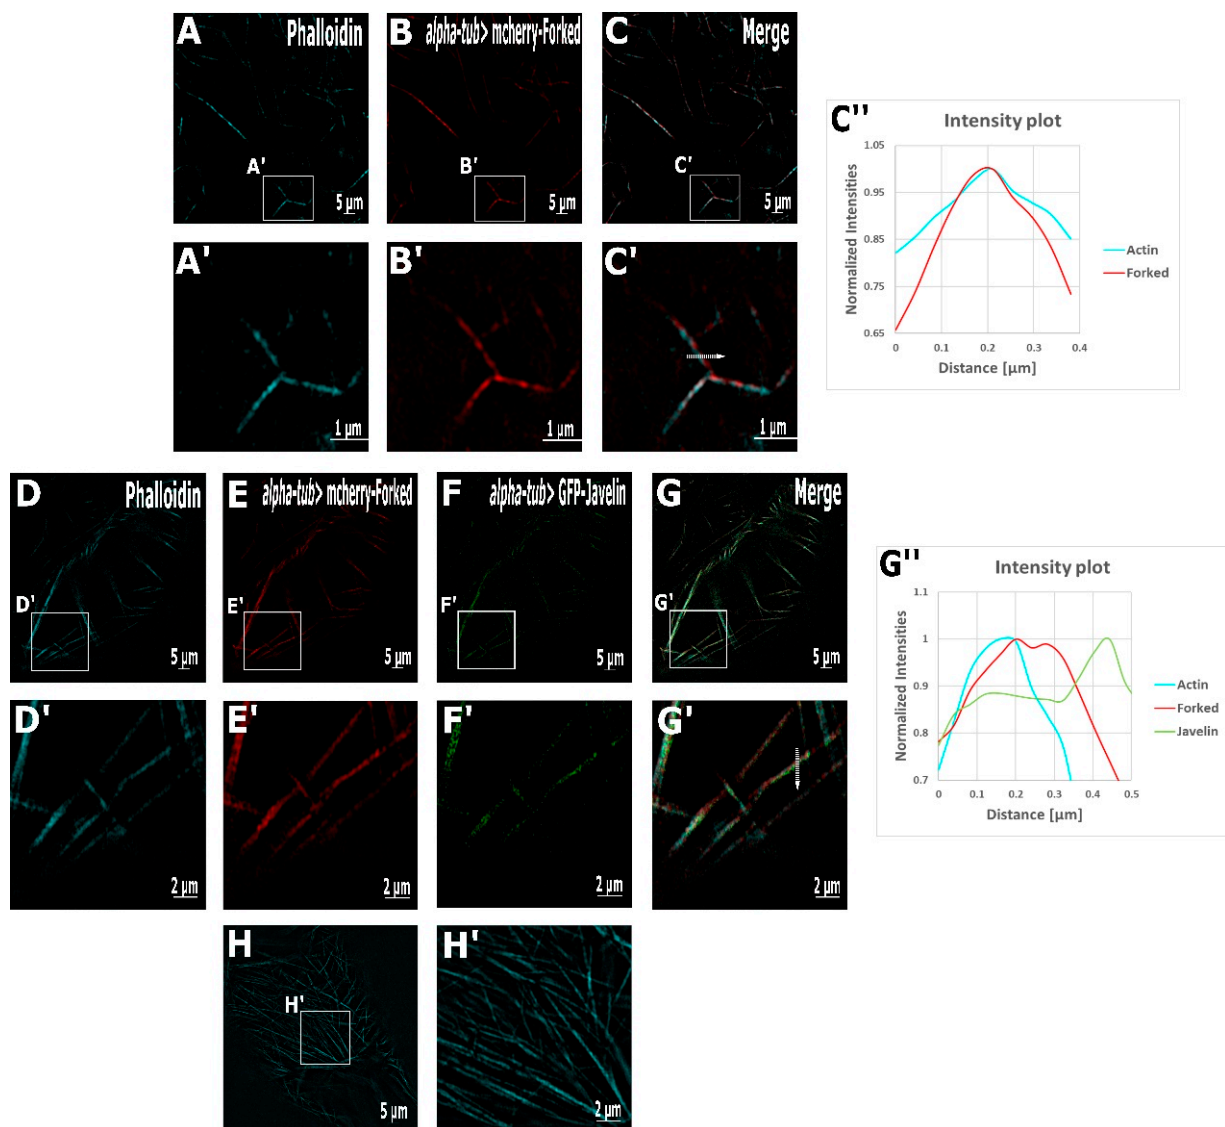 A Phalloidin
B alpha-tub> mcherry-Forked
C Merge
A'
5 µm
B'
5 µm
C'
5 µm
A'
1 µm
B'
1 µm
C'
1 µm
C''
Intensity plot
Normalized Intensities
1.05
0.95
0.85
0.75
0.65
0 0.1 0.2 0.3 0.4
Distance [µm]
Actin
Forked
D Phalloidin
E alpha-tub> mcherry-Forked
F alpha-tub> GFP-Javelin
G Merge
D'
5 µm
E'
5 µm
F'
5 µm
G'
5 µm
D'
2 µm
E'
2 µm
F'
2 µm
G'
2 µm
G''
Intensity plot
Normalized Intensities
1.1
1
0.9
0.8
0.7
0 0.1 0.2 0.3 0.4 0.5
Distance [µm]
Actin
Forked
Javelin
H
H'
5 µm
H'
2 µm